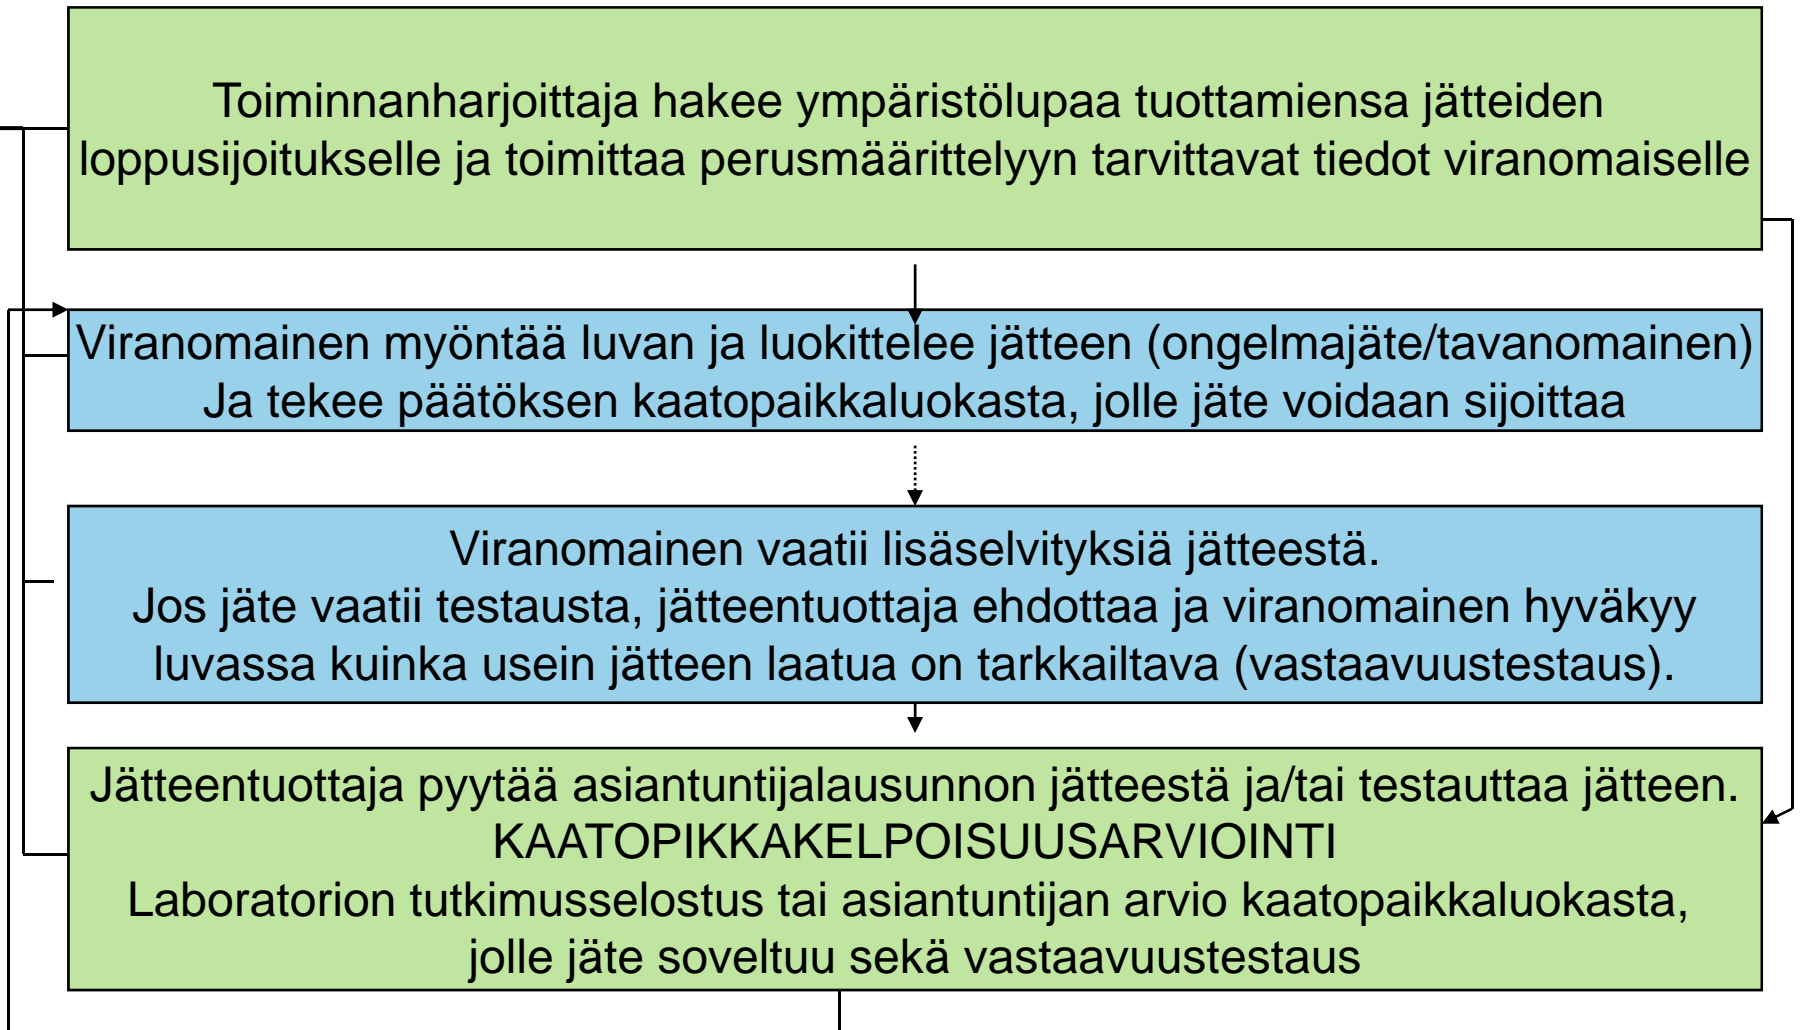 Toiminnanharjoittaja hakee ympäristölupaa tuottamiensa jätteiden
loppusijoitukselle ja toimittaa perusmäärittelyyn tarvittavat tiedot viranomaiselle
Viranomainen myöntää luvan ja luokittelee jätteen (ongelmajäte/tavanomainen)
Ja tekee päätöksen kaatopaikkaluokasta, jolle jäte voidaan sijoittaa
Viranomainen vaatii lisäselvityksiä jätteestä.
Jos jäte vaatii testausta, jätteentuottaja ehdottaa ja viranomainen hyväkyy
luvassa kuinka usein jätteen laatua on tarkkailtava (vastaavuustestaus).
Jätteentuottaja pyytää asiantuntijalausunnon jätteestä ja/tai testauttaa jätteen.
KAATOPIKKAKELPOISUUSARVIOINTI
Laboratorion tutkimusselostus tai asiantuntijan arvio kaatopaikkaluokasta,
jolle jäte soveltuu sekä vastaavuustestaus